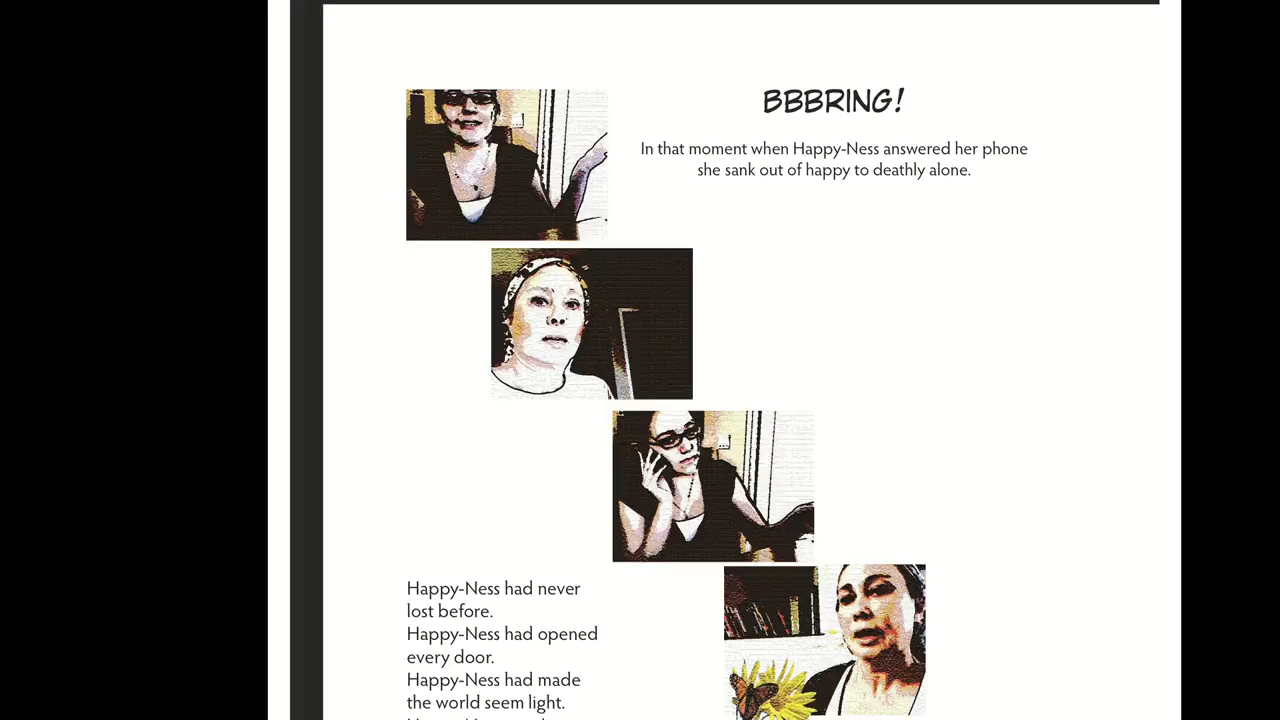 BBBRING!
In that moment when Happy-Ness answered her phone
she sank out of happy to deathly alone.
Happy-Ness had never
lost before.
Happy-Ness had opened
every door.
Happy-Ness had made
the world seem light.